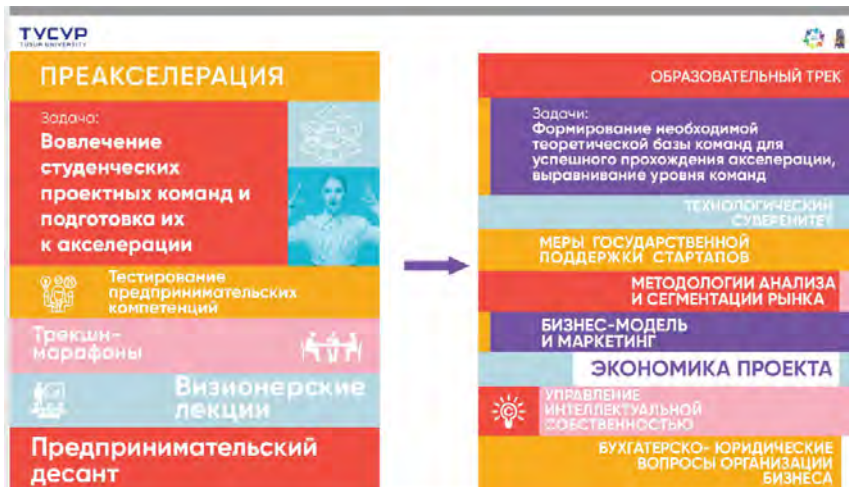 ТУСУР
TUSUR UNIVERSITY
ПРЕАКСЕЛЕРАЦИЯ
Задача:
Вовлечение
студенческих
проектных команд и
подготовка их
к акселерации
Тестирование
предпринимательских
компетенций
Трекшн-
марафоны
Визионерские
лекции
Предпринимательский
десант
ОБРАЗОВАТЕЛЬНЫЙ ТРЕК
Задачи:
Формирование необходимой
теоретической базы команд для
успешного прохождения акселерации,
выравнивание уровня команд
ТЕХНОЛОГИЧЕСКИЙ
СУВЕРЕНИТЕТ
МЕРЫ ГОСУДАРСТВЕННОЙ
ПОДДЕРЖКИ СТАРТАПОВ
МЕТОДОЛОГИИ АНАЛИЗА
И СЕГМЕНТАЦИИ РЫНКА
БИЗНЕС-МОДЕЛЬ
И МАРКЕТИНГ
ЭКОНОМИКА ПРОЕКТА
УПРАВЛЕНИЕ
ИНТЕЛЛЕКТУАЛЬНОЙ
СОБСТВЕННОСТЬЮ
БУХГАТЕРСКО- ЮРИДИЧЕСКИЕ
ВОПРОСЫ ОРГАНИЗАЦИИ
БИЗНЕСА